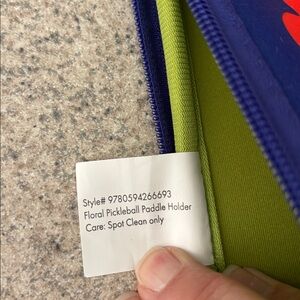 Style# 9780594266693
Floral Pickleball Paddle Holder
Care: Spot Clean only